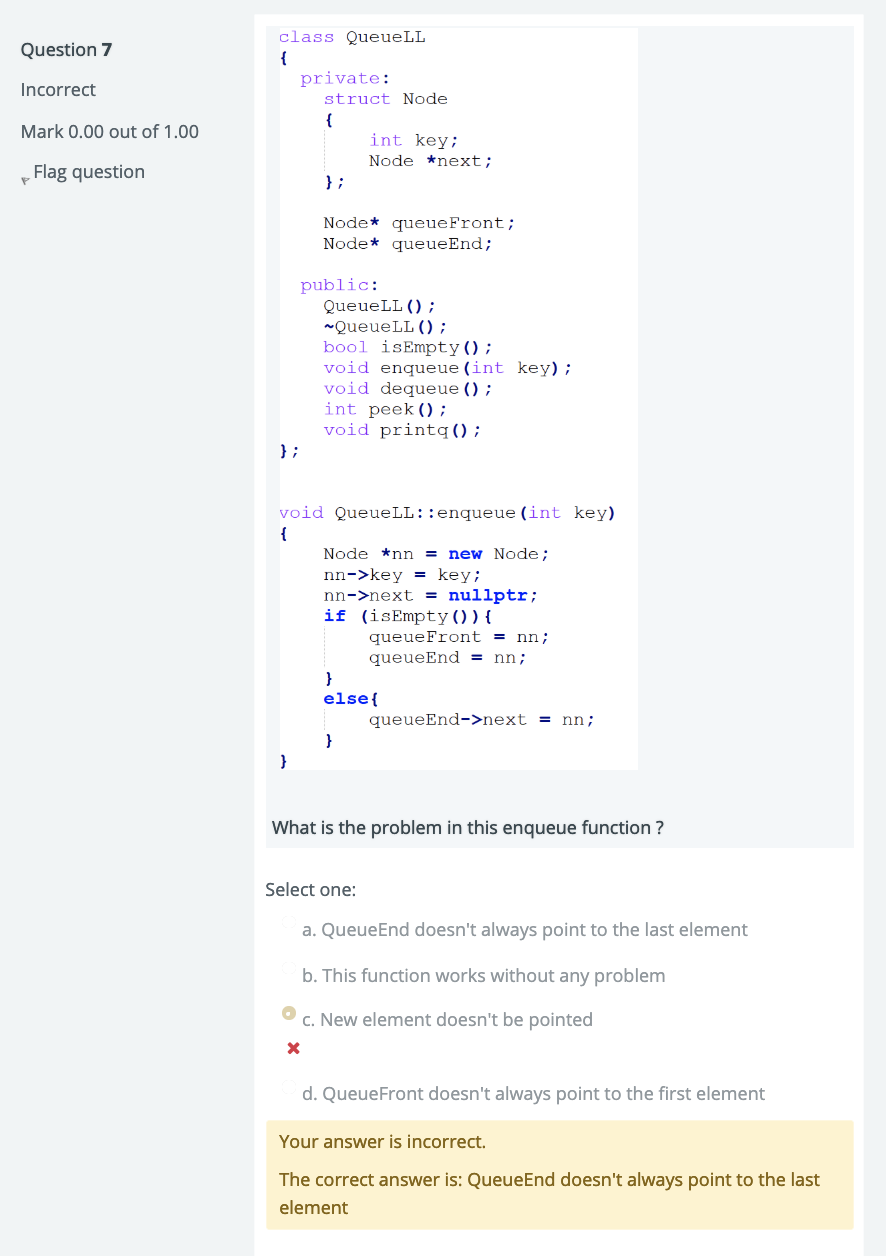 Question 7
Incorrect
Mark 0.00 out of 1.00
Flag question
class QueueLL
{
  private:
    struct Node
    {
        int key;
        Node *next;
    };

    Node* queueFront;
    Node* queueEnd;

  public:
    QueueLL();
    ~QueueLL();
    bool isEmpty();
    void enqueue(int key);
    void dequeue();
    int peek();
    void printq();
};

void QueueLL::enqueue(int key)
{
    Node *nn = new Node;
    nn->key = key;
    nn->next = nullptr;
    if (isEmpty()){
        queueFront = nn;
        queueEnd = nn;
    }
    else{
        queueEnd->next = nn;
    }
}
What is the problem in this enqueue function ?
Select one:
a. QueueEnd doesn't always point to the last element
b. This function works without any problem
c. New element doesn't be pointed
d. QueueFront doesn't always point to the first element
Your answer is incorrect.
The correct answer is: QueueEnd doesn't always point to the last
element